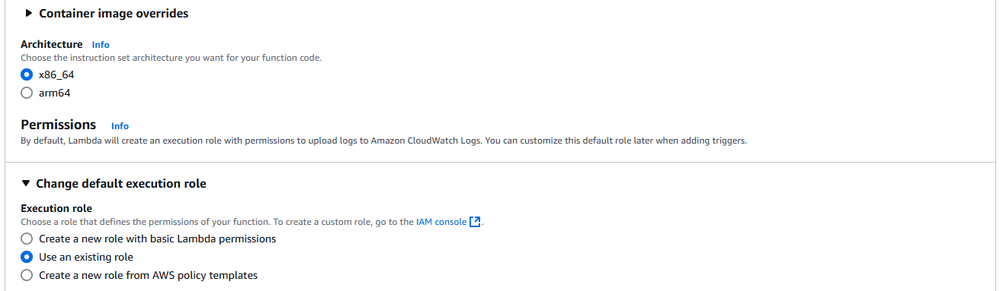 Container image overrides
Architecture Info
Choose the instruction set architecture you want for your function code.
x86_64
arm64
Permissions Info
By default, Lambda will create an execution role with permissions to upload logs to Amazon CloudWatch Logs. You can customize this default role later when adding triggers.
Change default execution role
Execution role
Choose a role that defines the permissions of your function. To create a custom role, go to the IAM console.
Create a new role with basic Lambda permissions
Use an existing role
Create a new role from AWS policy templates